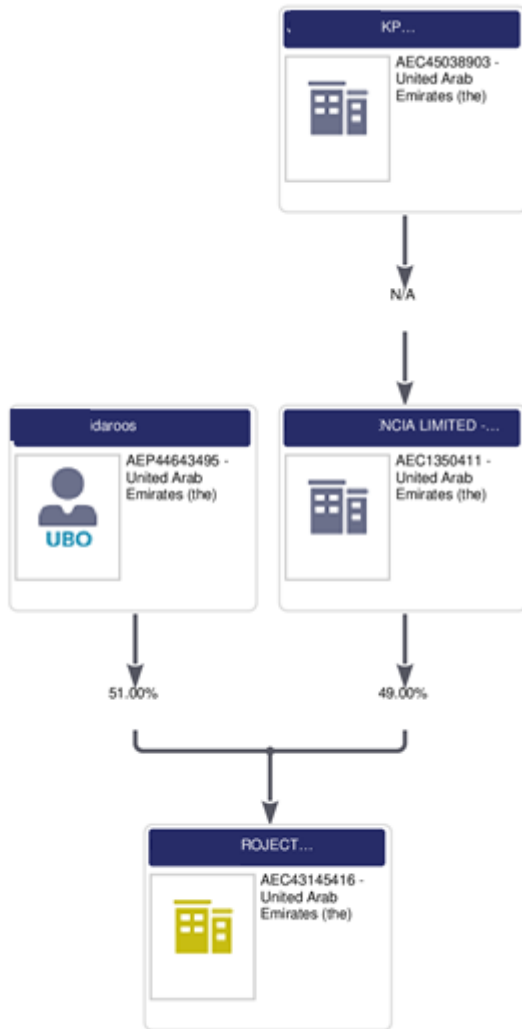 KP...
AEC45038903 -
United Arab
Emirates (the)
N/A
idaroos
AEP44643495 -
United Arab
Emirates (the)
UBO
51.00%
NCIA LIMITED -...
AEC1350411 -
United Arab
Emirates (the)
49.00%
ROJECT...
AEC43145416 -
United Arab
Emirates (the)